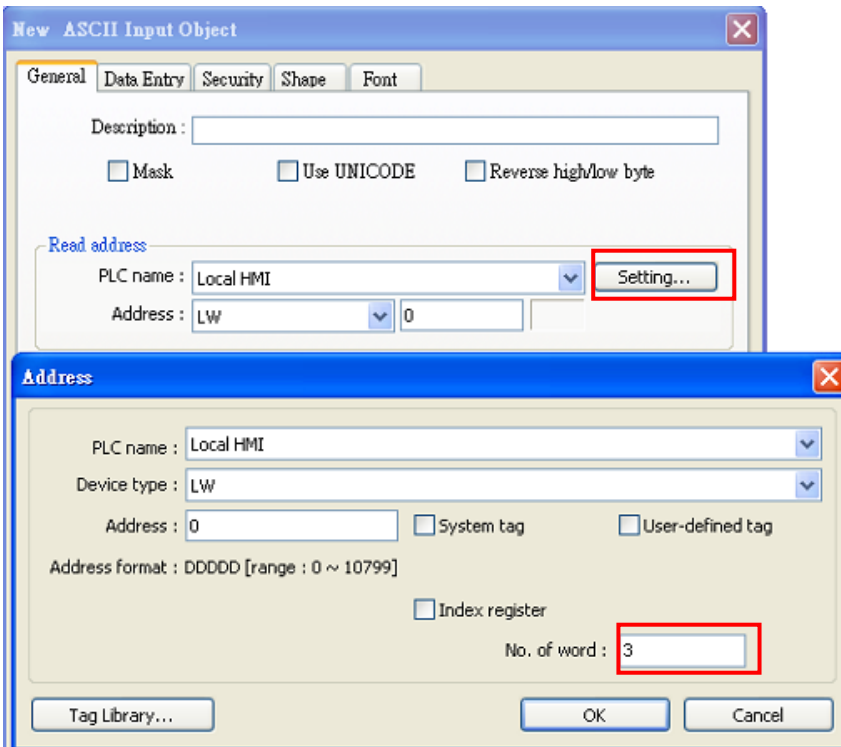 New ASCII Input Object
General Data Entry Security Shape Font
Description :
Mask Use UNICODE Reverse high/low byte
Read address
PLC name : Local HMI Setting...
Address : LW 0
Address
PLC name : Local HMI
Device type : LW
Address : 0 System tag User-defined tag
Address format : DDDDD [range : 0 ~ 10799]
Index register
No. of word : 3
Tag Library... OK Cancel